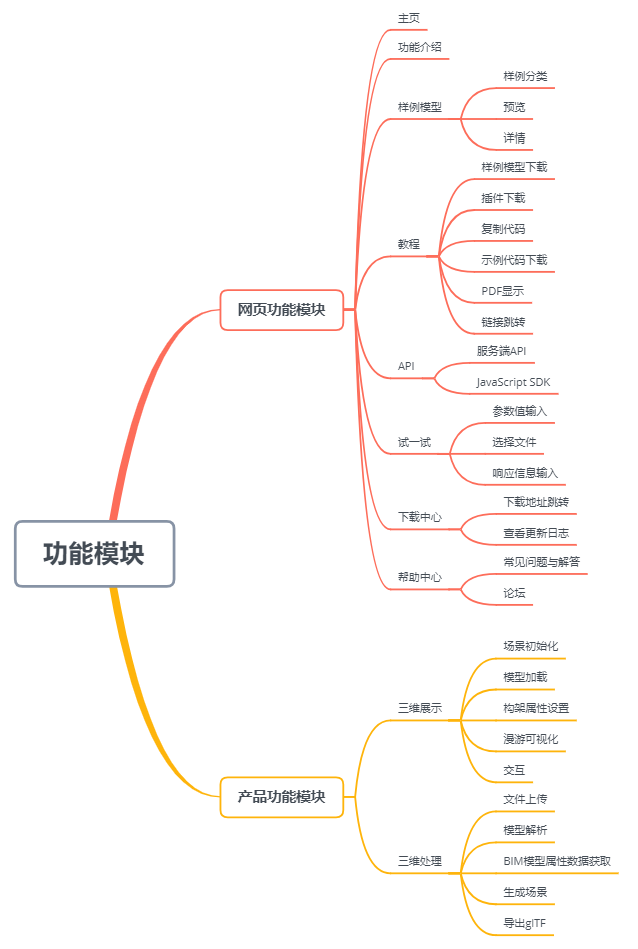 功能模块
网页功能模块
主页
功能介绍
样例模型
样例分类
预览
详情
教程
样例模型下载
插件下载
复制代码
示例代码下载
PDF显示
链接跳转
API
服务端API
JavaScript SDK
试一试
参数值输入
选择文件
响应信息输入
下载中心
下载地址跳转
查看更新日志
帮助中心
常见问题与解答
论坛
产品功能模块
三维展示
场景初始化
模型加载
构架属性设置
漫游可视化
交互
三维处理
文件上传
模型解析
BIM模型属性数据获取
生成场景
导出glTF